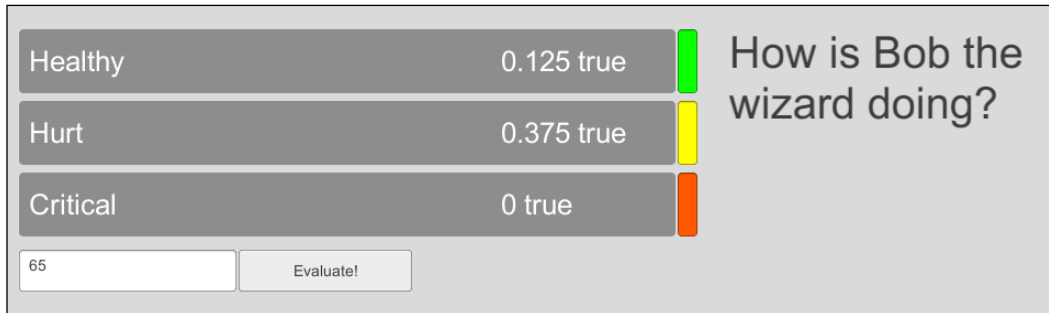 Healthy 0.125 true
Hurt 0.375 true
Critical 0 true
65 Evaluate!
How is Bob the
wizard doing?